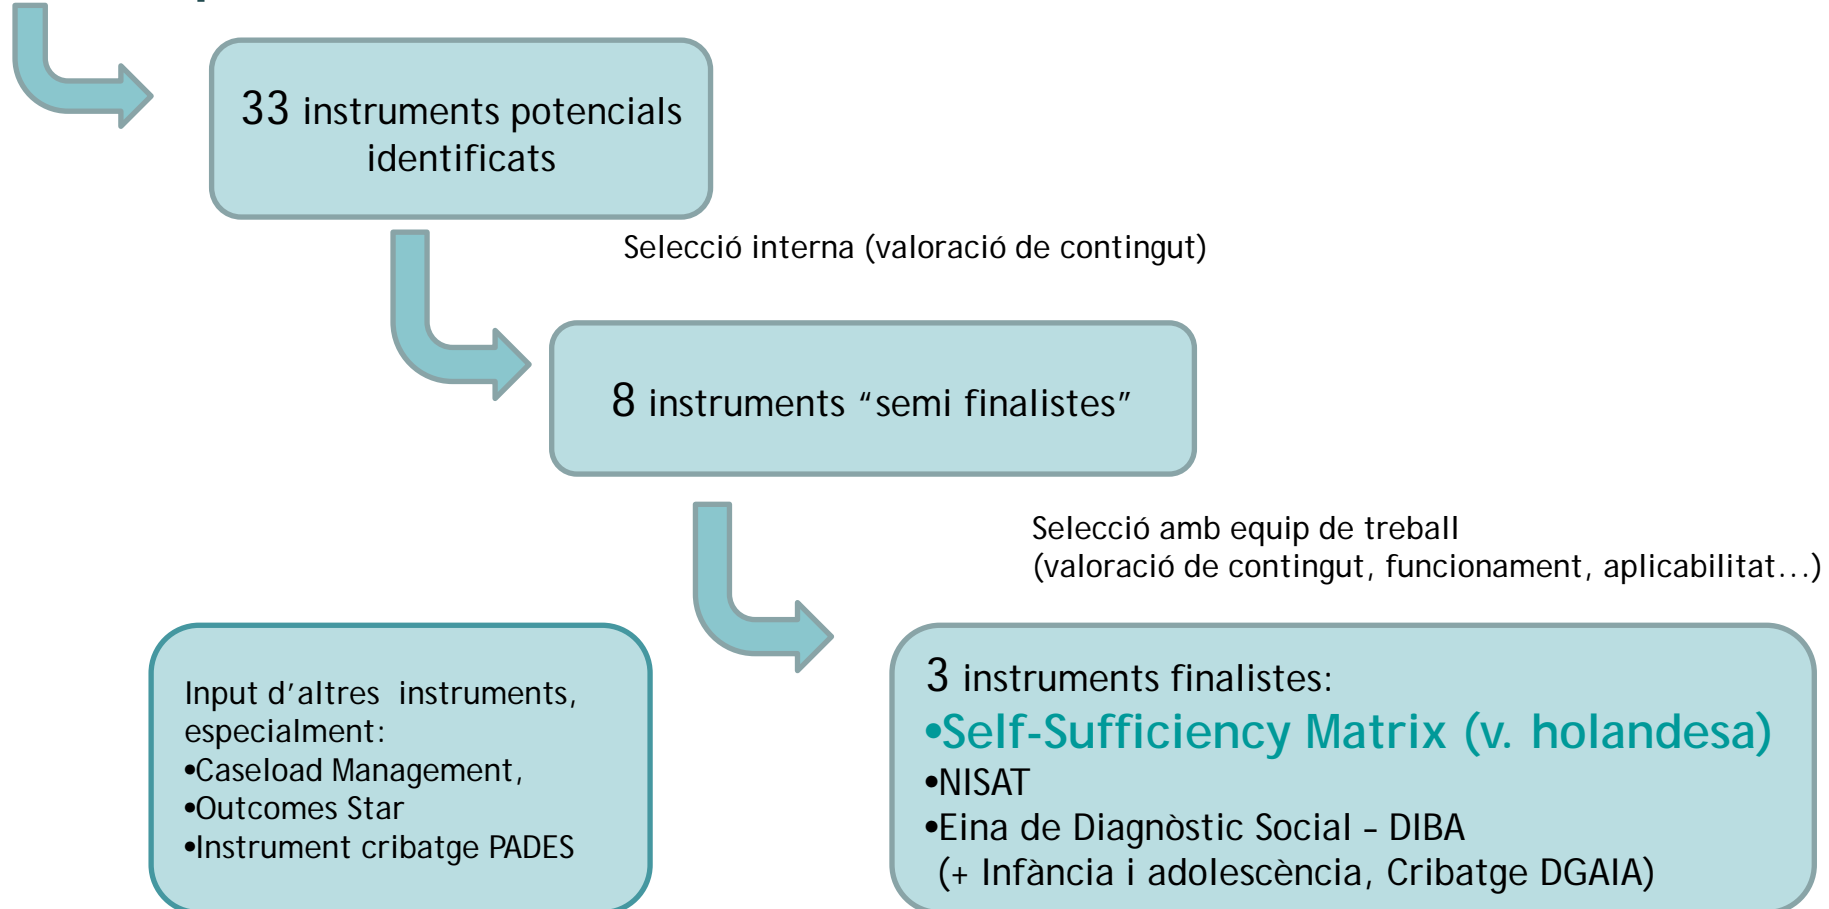 33 instruments potencials
identificats
Selecció interna (valoració de contingut)
8 instruments “semi finalistes”
Selecció amb equip de treball
(valoració de contingut, funcionament, aplicabilitat…)
Input d’altres instruments,
especialment:
•Caseload Management,
•Outcomes Star
•Instrument cribatge PADES
3 instruments finalistes:
•Self-Sufficiency Matrix (v. holandesa)
•NISAT
•Eina de Diagnòstic Social – DIBA
(+ Infància i adolescència, Cribatge DGAIA)